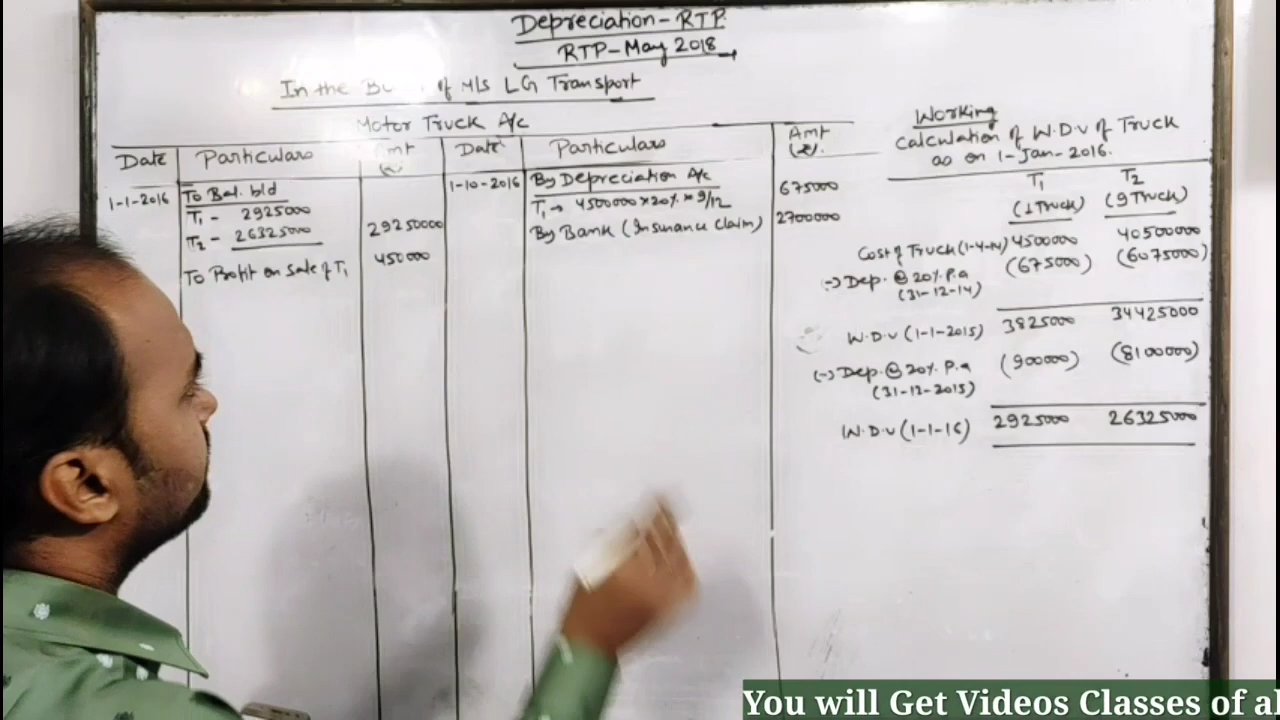 Depreciation - RTP
RTP - May 2018
In the B of M/s LG Transport
Motor Truck A/c
Date Particulars Amt (₹) Date Particulars Amt (₹).
1-1-2016 To Bal. b/d
T1 - 2925000
T2 - 26325000 29250000
To Profit on Sale of T1 450000
1-10-2016 By Depreciation A/c 675000
T1 → 4500000 x 20% x 9/12
By Bank (Insurance Claim) 2700000
Working
Calculation of W.D.V of Truck
as on 1-Jan-2016.
T1 T2
(1 Truck) (9 Truck)
Cost of Truck (1-4-14) 4500000 40500000
(-) Dep. @ 20% P.a (675000) (6075000)
(31-12-14)
W.D.V (1-1-2015) 3825000 34425000
(-) Dep. @ 20% P.a (900000) (8100000)
(31-12-2015)
W.D.V (1-1-16) 2925000 26325000
You will Get Videos Classes of al